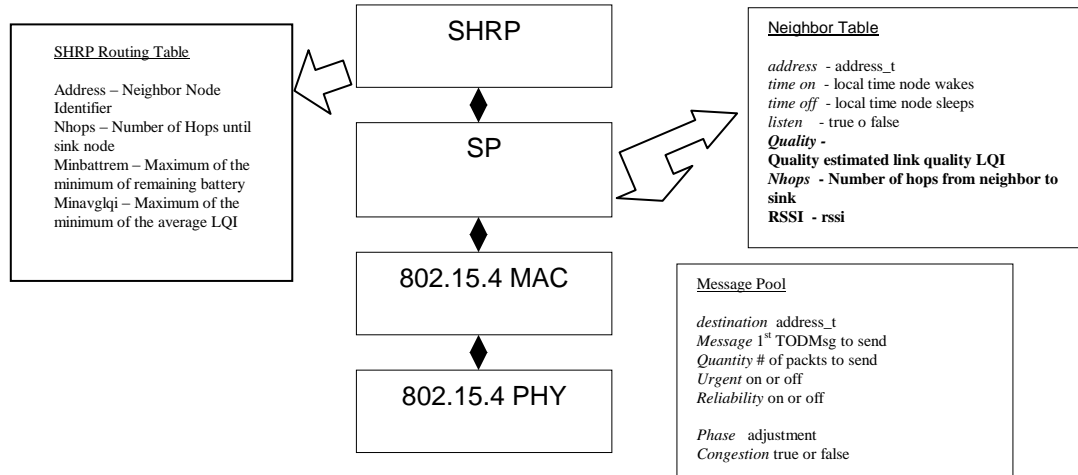 SHRP Routing Table
Address – Neighbor Node
Identifier
Nhops – Number of Hops until
sink node
Minbattrem – Maximum of the
minimum of remaining battery
Minavglqi – Maximum of the
minimum of the average LQI
SHRP
SP
802.15.4 MAC
802.15.4 PHY
Neighbor Table
address - address_t
time on - local time node wakes
time off - local time node sleeps
listen - true o false
Quality -
Quality estimated link quality LQI
Nhops - Number of hops from neighbor to
sink
RSSI - rssi
Message Pool
destination address_t
Message 1st TODMsg to send
Quantity # of packts to send
Urgent on or off
Reliability on or off
Phase adjustment
Congestion true or false